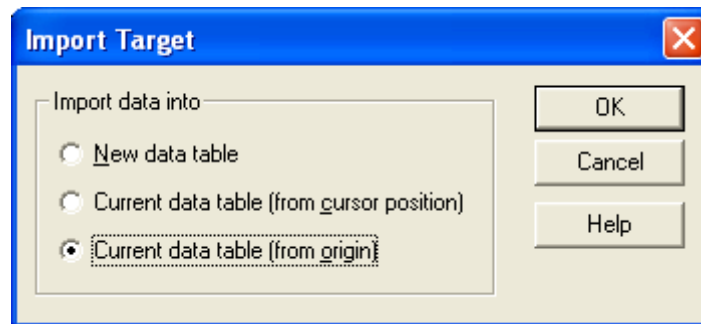 Import Target
Import data into
New data table
Current data table (from cursor position)
Current data table (from origin)
OK
Cancel
Help